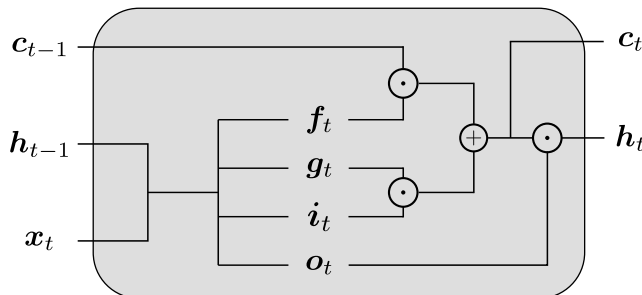 c_{t−1}
c_t
f_t
h_{t−1}
+
h_t
g_t
i_t
x_t
o_t